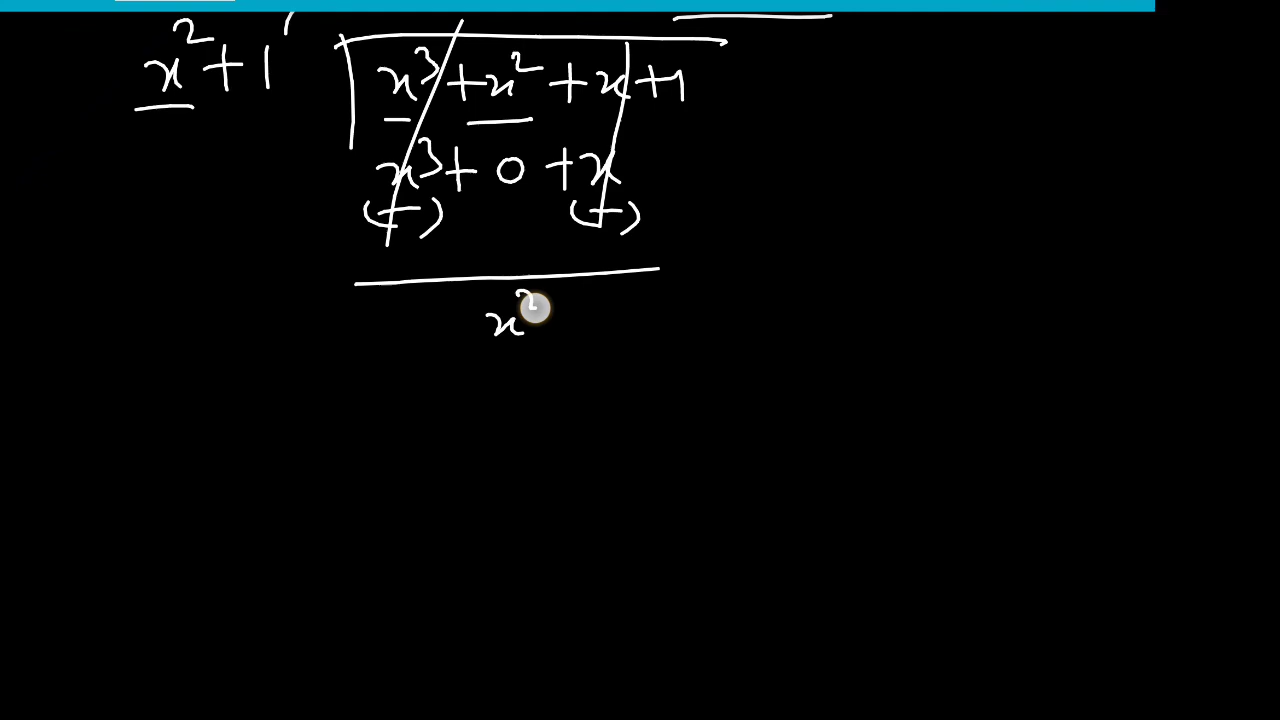 x² + 1 x³ + x² + x + 1
x³ + 0 + x
(-) (-)
x²